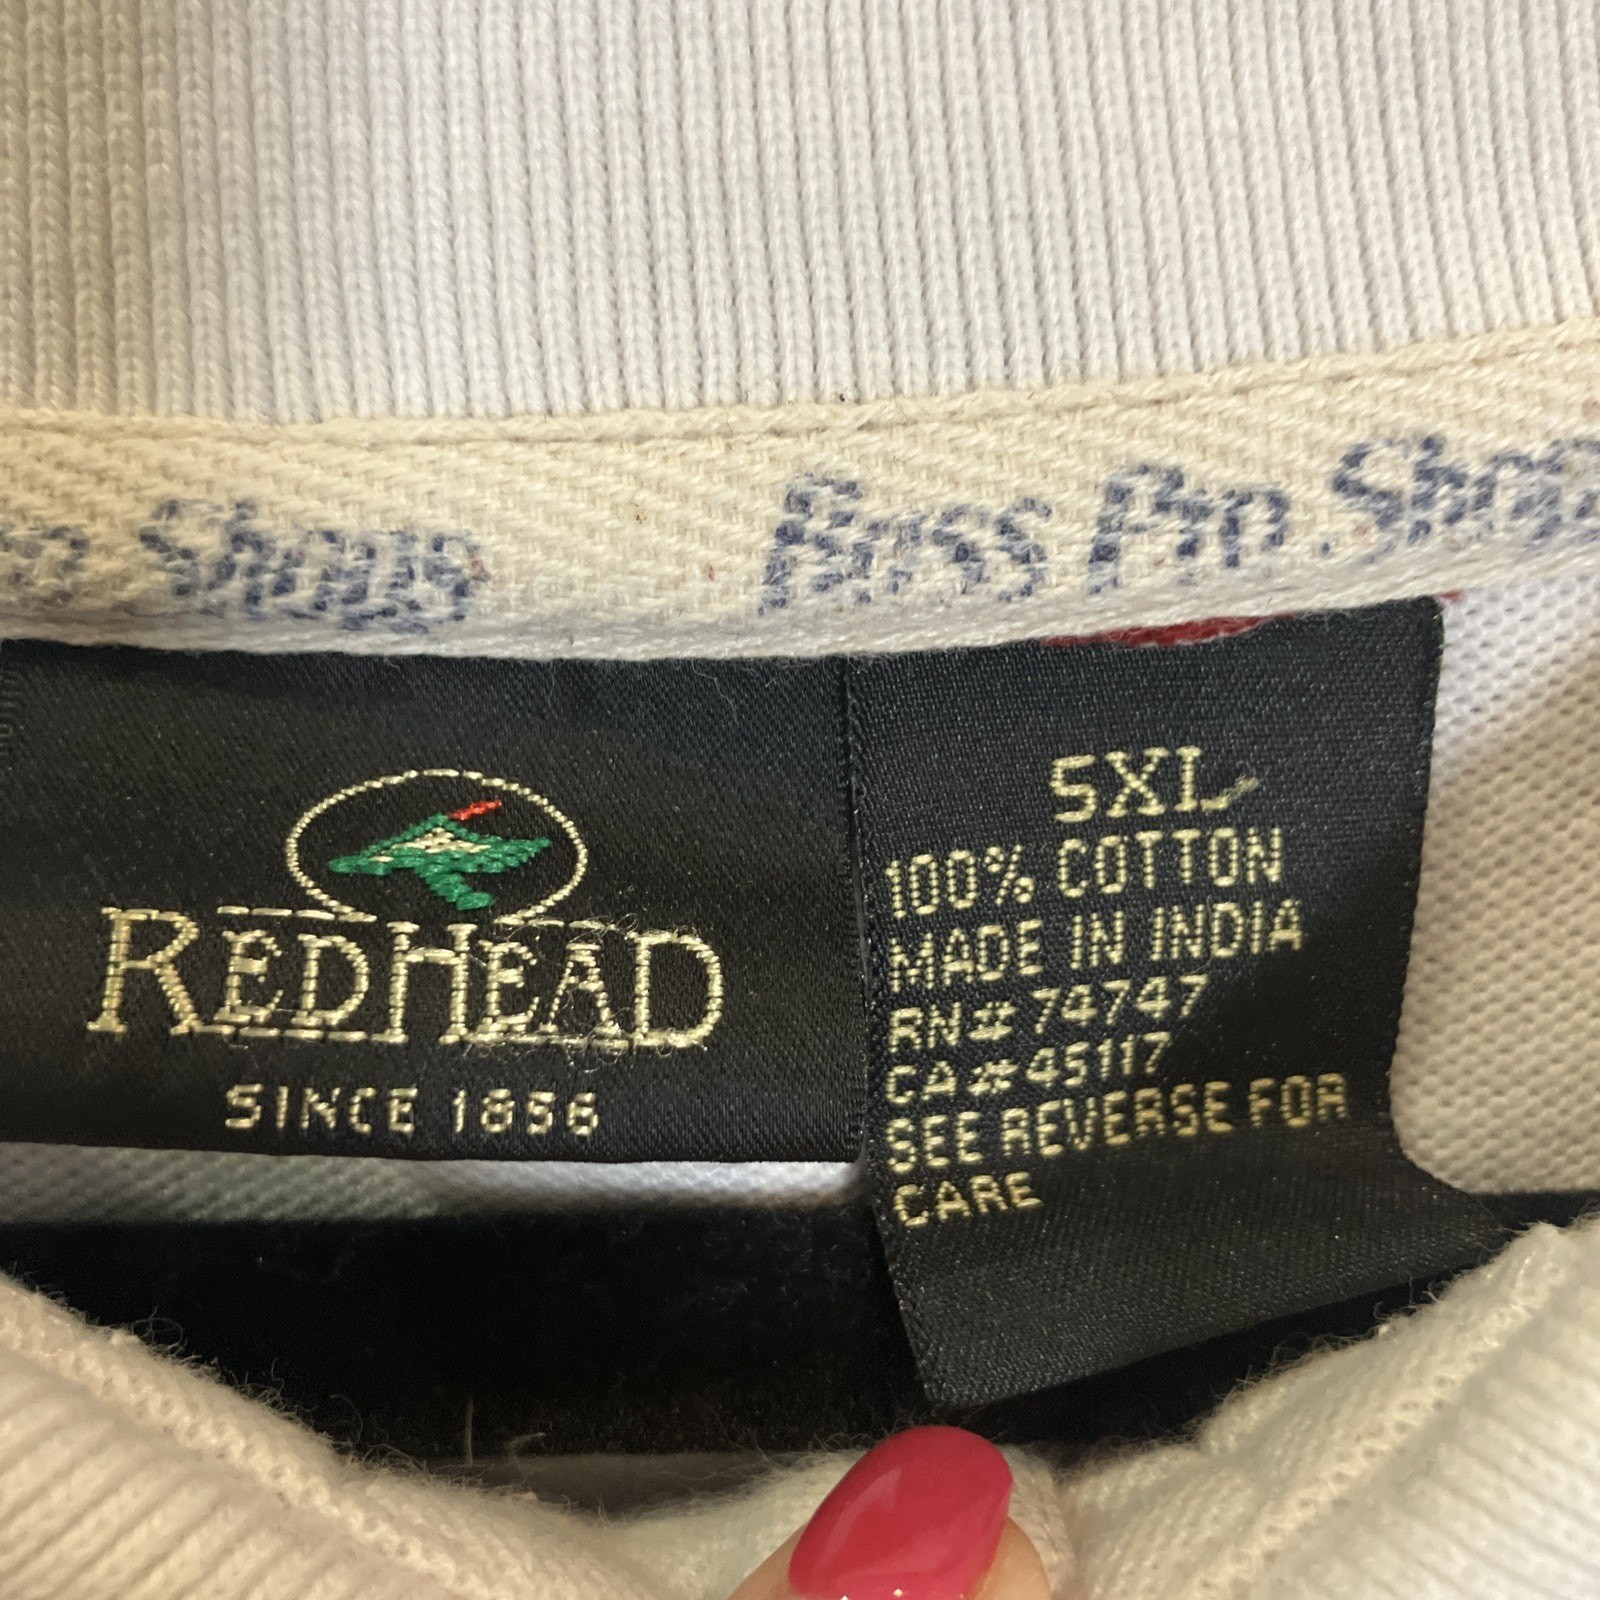 Shops Bass Pro Shops
REDHEAD
SINCE 1856
5XL
100% COTTON
MADE IN INDIA
RN# 74747
CA# 45117
SEE REVERSE FOR
CARE